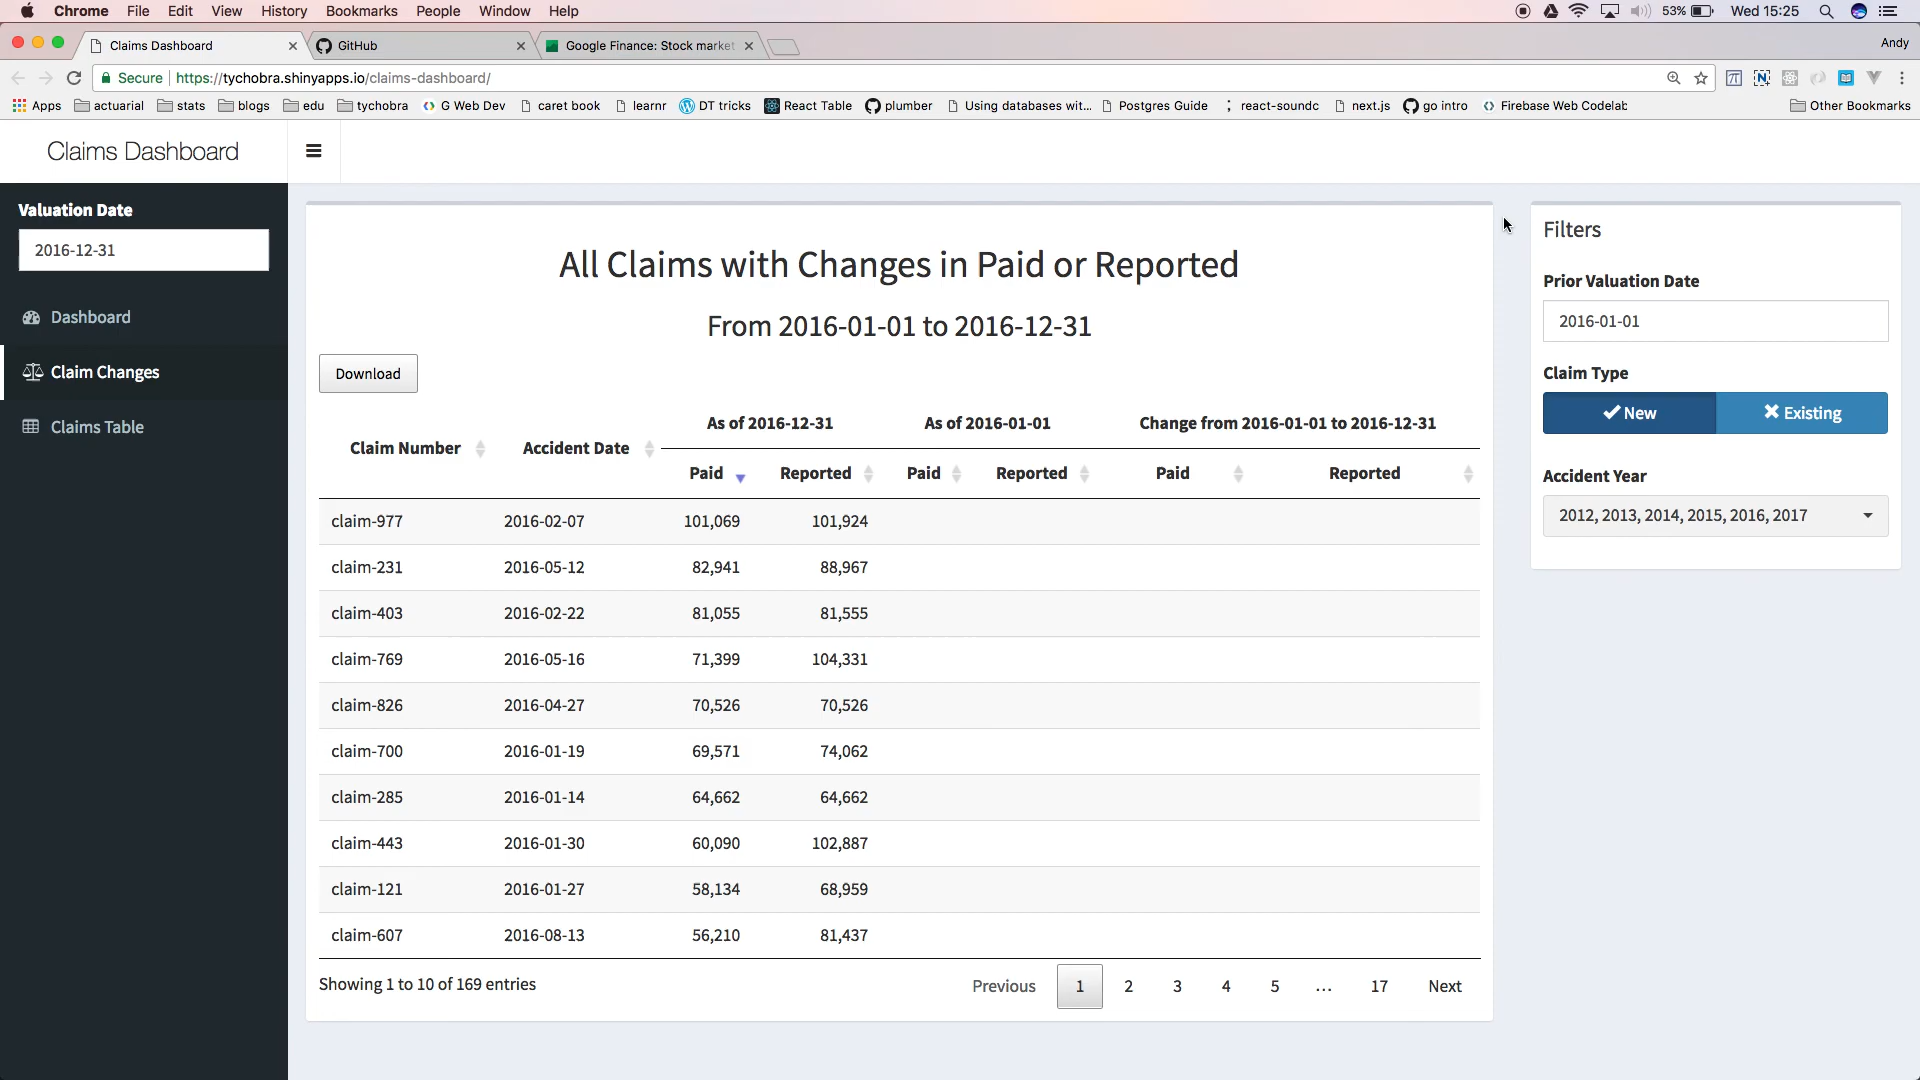 Chrome File Edit View History Bookmarks People Window Help 53% Wed 15:25
Claims Dashboard GitHub Google Finance: Stock market Andy
Secure https://tychobra.shinyapps.io/claims-dashboard/
Apps actuarial stats blogs edu tychobra G Web Dev caret book learnr DT tricks React Table plumber Using databases wit... Postgres Guide react-soundc next.js go intro Firebase Web Codelab Other Bookmarks
Claims Dashboard
Valuation Date
2016-12-31
Dashboard
Claim Changes
Claims Table
All Claims with Changes in Paid or Reported
From 2016-01-01 to 2016-12-31
Download
As of 2016-12-31 As of 2016-01-01 Change from 2016-01-01 to 2016-12-31
Claim Number Accident Date
Paid Reported Paid Reported Paid Reported
claim-977 2016-02-07 101,069 101,924
claim-231 2016-05-12 82,941 88,967
claim-403 2016-02-22 81,055 81,555
claim-769 2016-05-16 71,399 104,331
claim-826 2016-04-27 70,526 70,526
claim-700 2016-01-19 69,571 74,062
claim-285 2016-01-14 64,662 64,662
claim-443 2016-01-30 60,090 102,887
claim-121 2016-01-27 58,134 68,959
claim-607 2016-08-13 56,210 81,437
Showing 1 to 10 of 169 entries
Previous 1 2 3 4 5 ... 17 Next
Filters
Prior Valuation Date
2016-01-01
Claim Type
New Existing
Accident Year
2012, 2013, 2014, 2015, 2016, 2017